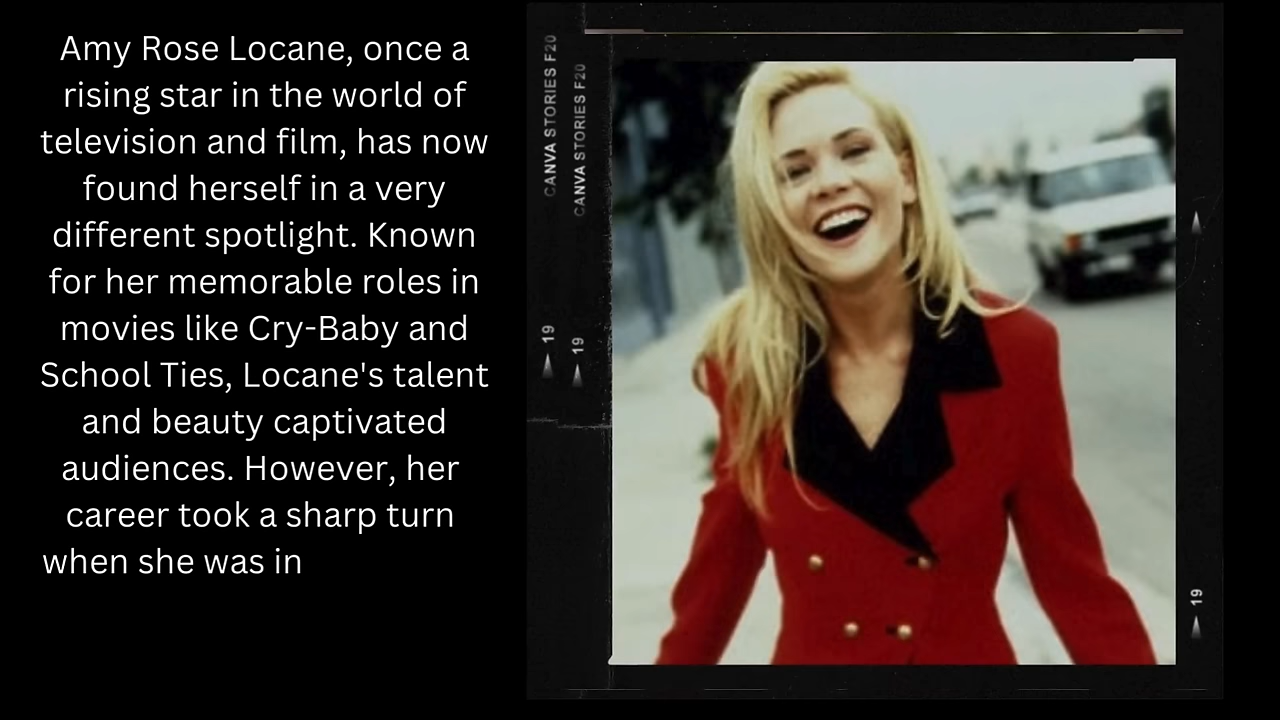 Amy Rose Locane, once a
rising star in the world of
television and film, has now
found herself in a very
different spotlight. Known
for her memorable roles in
movies like Cry-Baby and
School Ties, Locane's talent
and beauty captivated
audiences. However, her
career took a sharp turn
when she was in
CANVA STORIES F20
CANVA STORIES F20
19
19
19